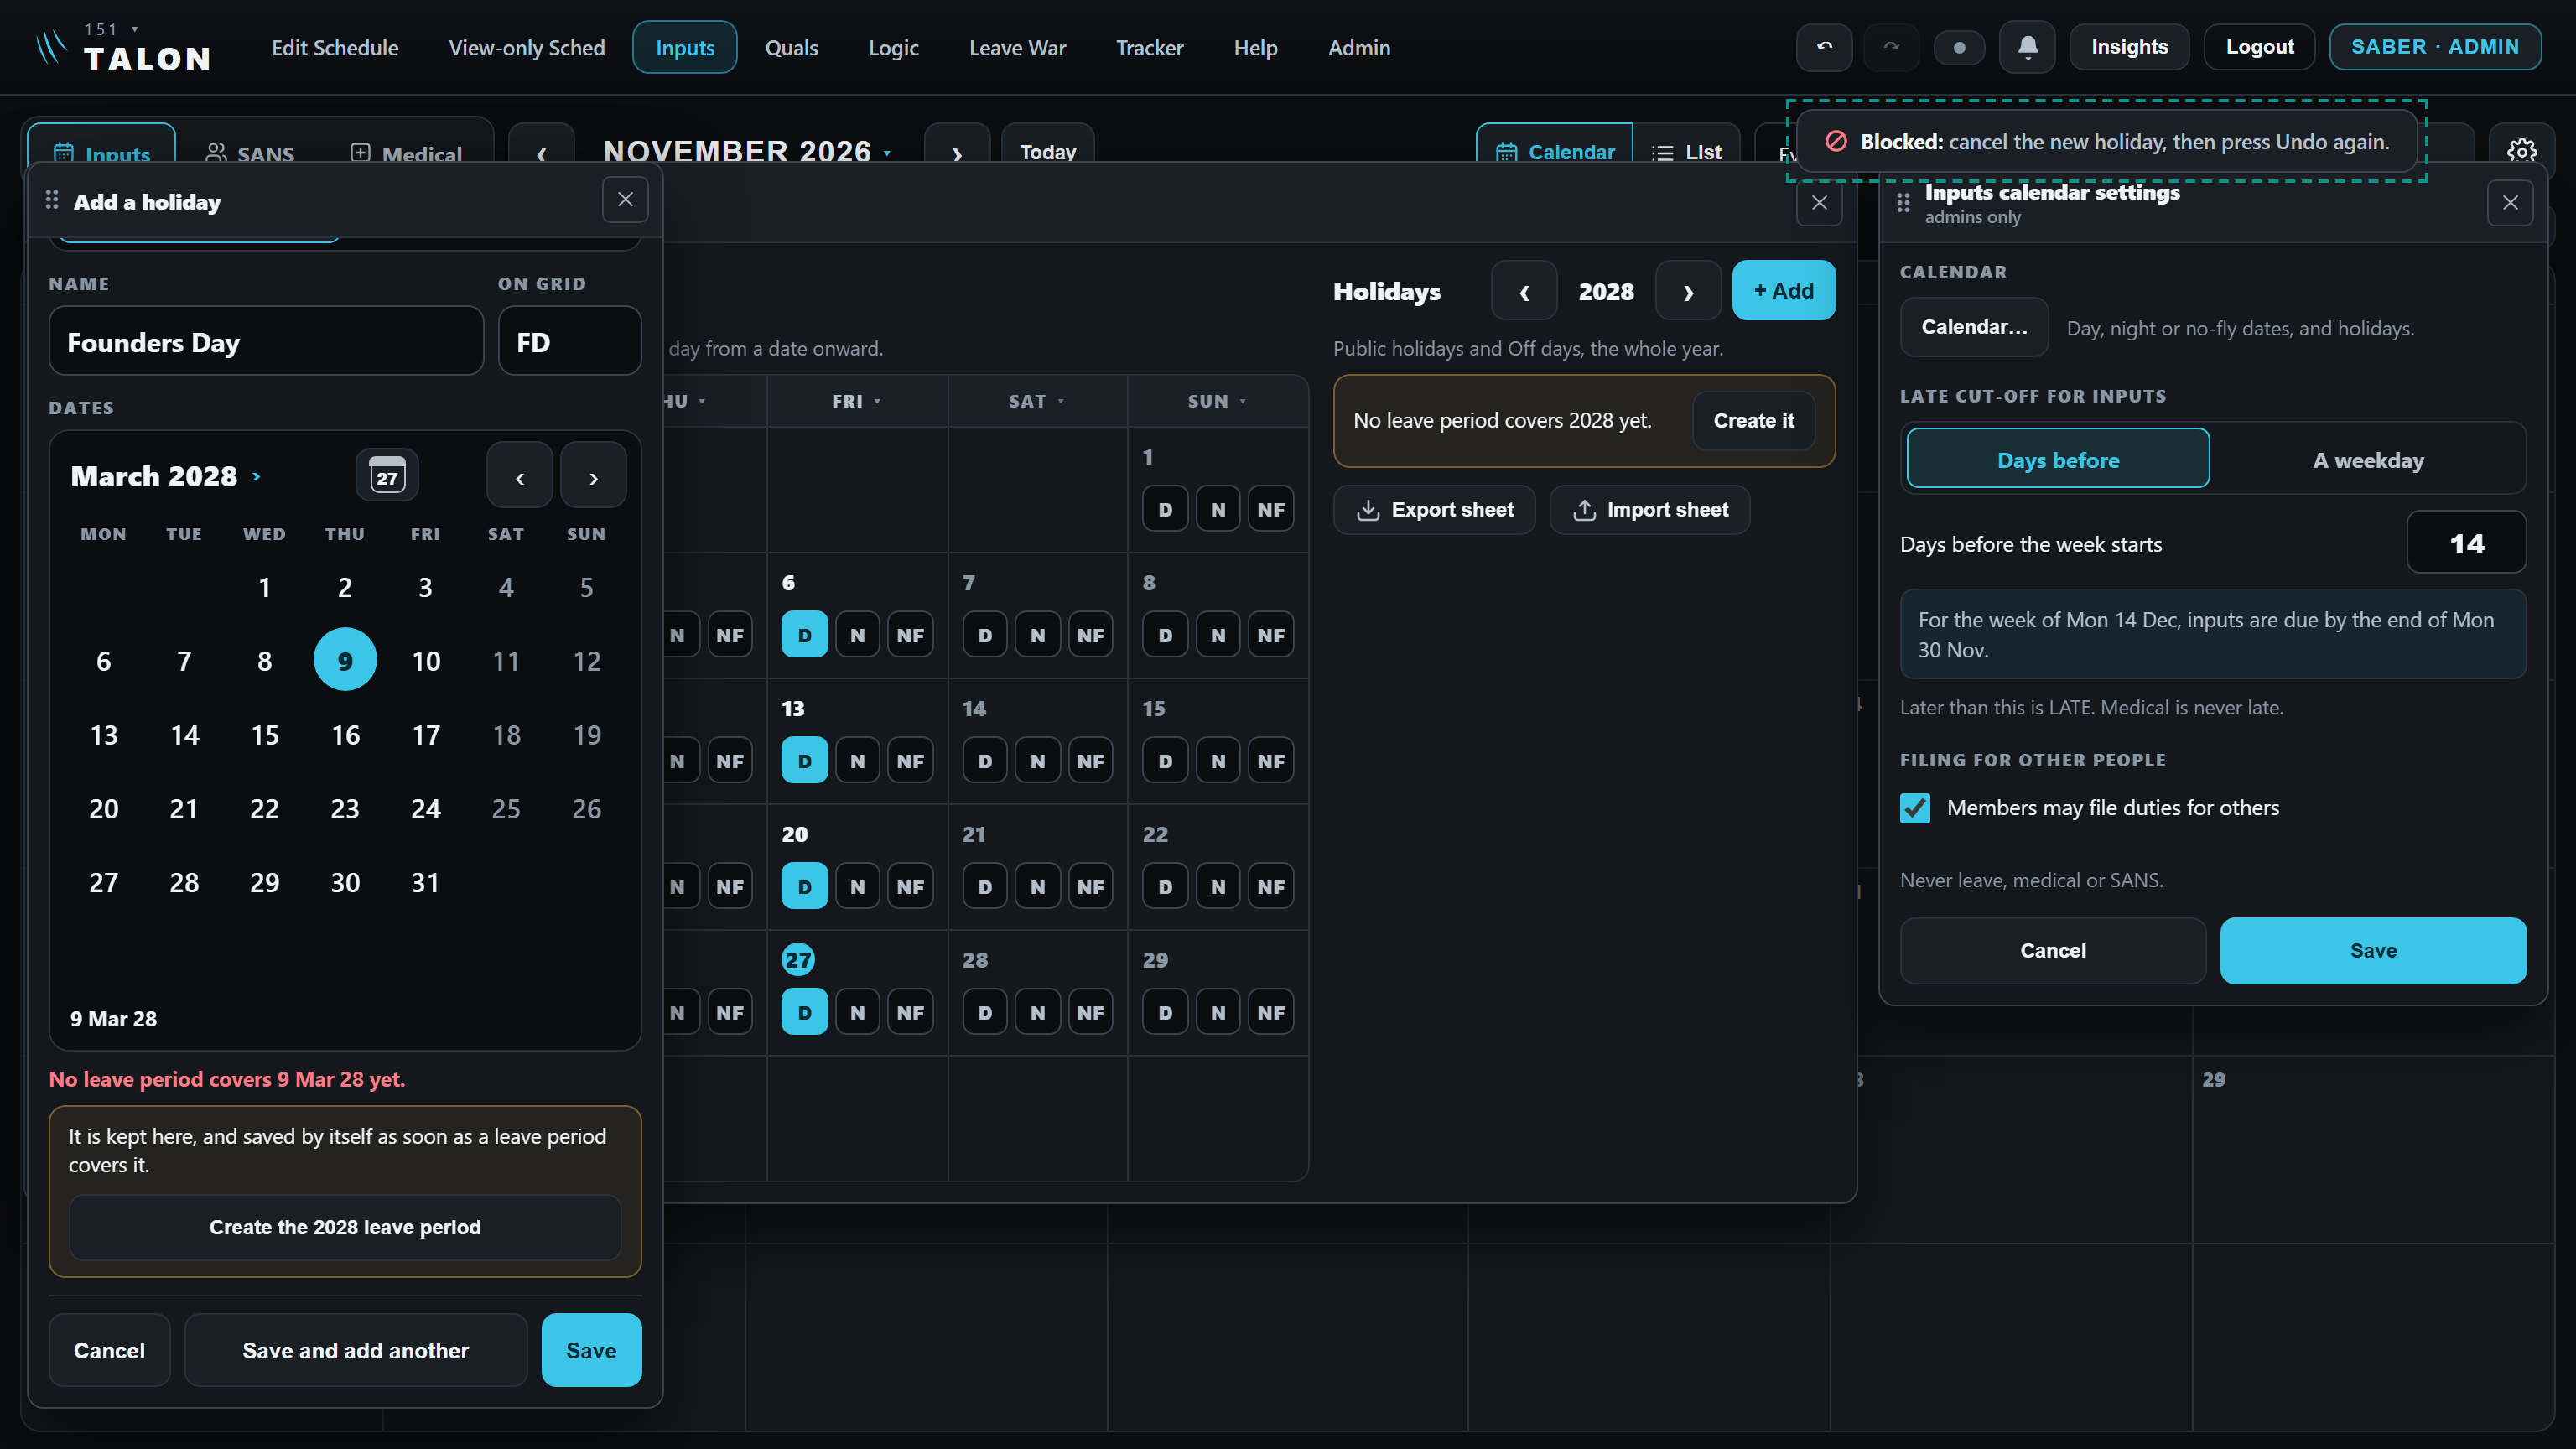 151
TALON
Edit Schedule
View-only Sched
Inputs
Quals
Logic
Leave War
Tracker
Help
Admin
Insights
Logout
SABER · ADMIN
Inputs
SANS
Medical
NOVEMBER 2026
Today
Calendar
List
Blocked: cancel the new holiday, then press Undo again.
Add a holiday
NAME
ON GRID
Founders Day
FD
DATES
March 2028
27
MON TUE WED THU FRI SAT SUN
1 2 3 4 5
6 7 8 9 10 11 12
13 14 15 16 17 18 19
20 21 22 23 24 25 26
27 28 29 30 31
9 Mar 28
No leave period covers 9 Mar 28 yet.
It is kept here, and saved by itself as soon as a leave period
covers it.
Create the 2028 leave period
Cancel
Save and add another
Save
day from a date onward.
FRI SAT SUN
1
D N NF
6 7 8
N NF D N NF D N NF D N NF
13 14 15
N NF D N NF D N NF D N NF
20 21 22
N NF D N NF D N NF D N NF
27 28 29
N NF D N NF D N NF D N NF
Holidays
2028
+ Add
Public holidays and Off days, the whole year.
No leave period covers 2028 yet.
Create it
Export sheet
Import sheet
Inputs calendar settings
admins only
CALENDAR
Calendar...
Day, night or no-fly dates, and holidays.
LATE CUT-OFF FOR INPUTS
Days before
A weekday
Days before the week starts
14
For the week of Mon 14 Dec, inputs are due by the end of Mon
30 Nov.
Later than this is LATE. Medical is never late.
FILING FOR OTHER PEOPLE
Members may file duties for others
Never leave, medical or SANS.
Cancel
Save
29